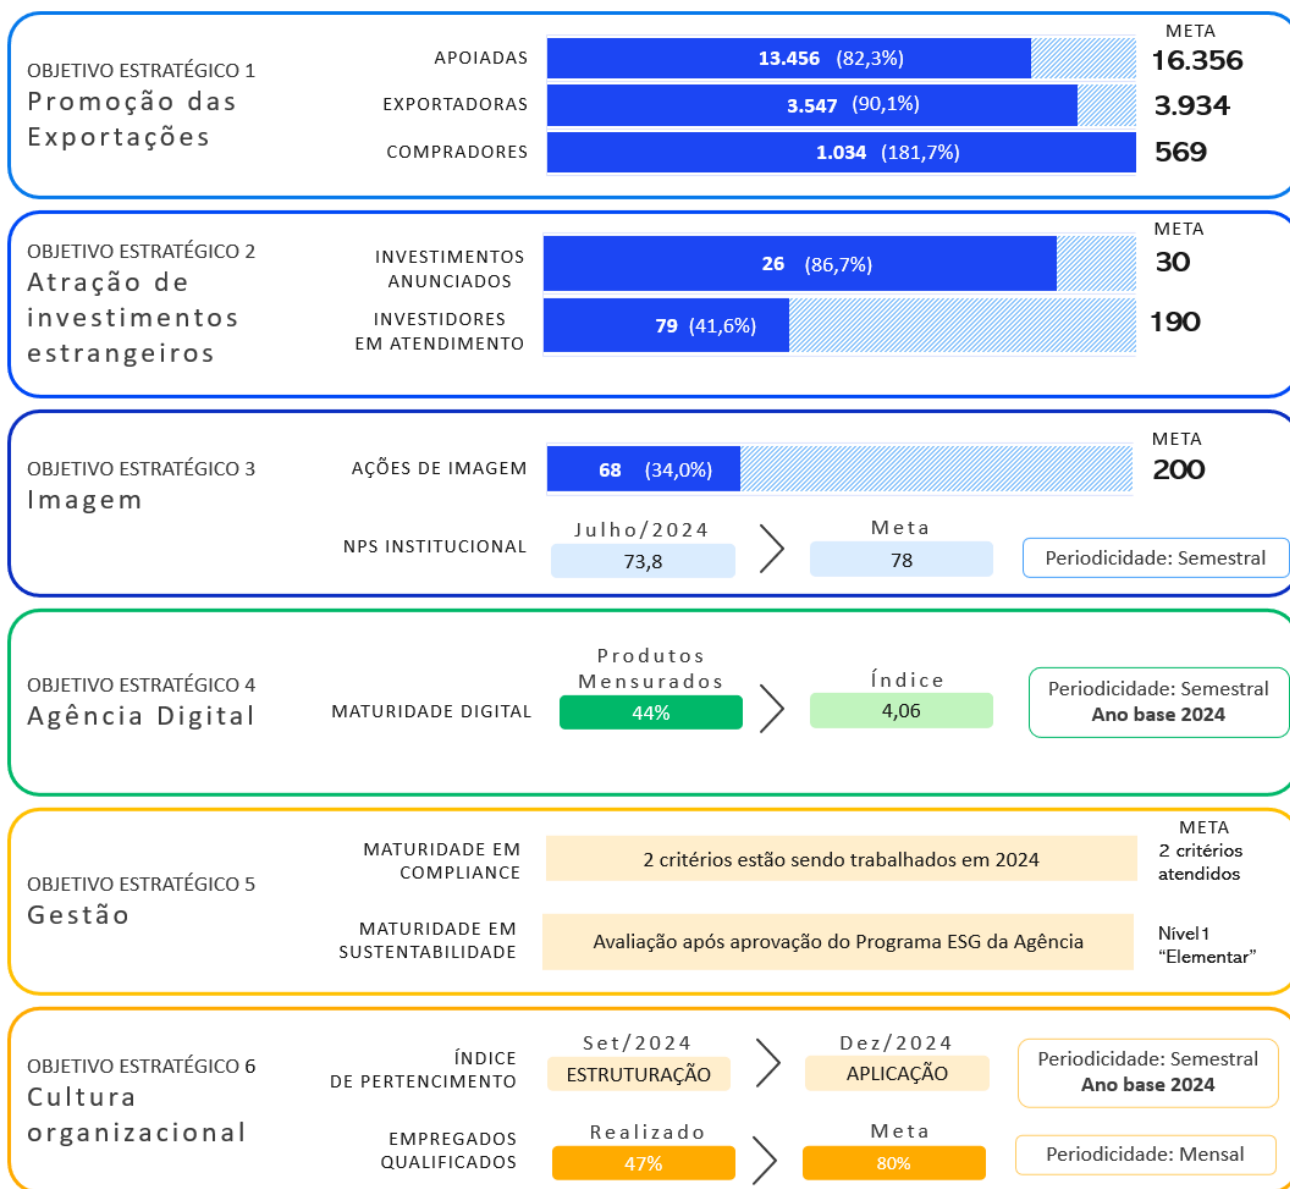 META
OBJETIVO ESTRATÉGICO 1
Promoção das
Exportações
APOIADAS
13.456 (82,3%)
16.356
EXPORTADORAS
3.547 (90,1%)
3.934
COMPRADORES
1.034 (181,7%)
569
META
OBJETIVO ESTRATÉGICO 2
Atração de
investimentos
estrangeiros
INVESTIMENTOS
ANUNCIADOS
26 (86,7%)
30
INVESTIDORES
EM ATENDIMENTO
79 (41,6%)
190
META
OBJETIVO ESTRATÉGICO 3
Imagem
AÇÕES DE IMAGEM
68 (34,0%)
200
NPS INSTITUCIONAL
Julho/2024
73,8
Meta
78
Periodicidade: Semestral
OBJETIVO ESTRATÉGICO 4
Agência Digital
MATURIDADE DIGITAL
Produtos
Mensurados
44%
Índice
4,06
Periodicidade: Semestral
Ano base 2024
OBJETIVO ESTRATÉGICO 5
Gestão
MATURIDADE EM
COMPLIANCE
2 critérios estão sendo trabalhados em 2024
META
2 critérios
atendidos
MATURIDADE EM
SUSTENTABILIDADE
Avaliação após aprovação do Programa ESG da Agência
Nível1
“Elementar”
OBJETIVO ESTRATÉGICO 6
Cultura
organizacional
ÍNDICE
DE PERTENCIMENTO
Set/2024
ESTRUTURAÇÃO
Dez/2024
APLICAÇÃO
Periodicidade: Semestral
Ano base 2024
EMPREGADOS
QUALIFICADOS
Realizado
47%
Meta
80%
Periodicidade: Mensal